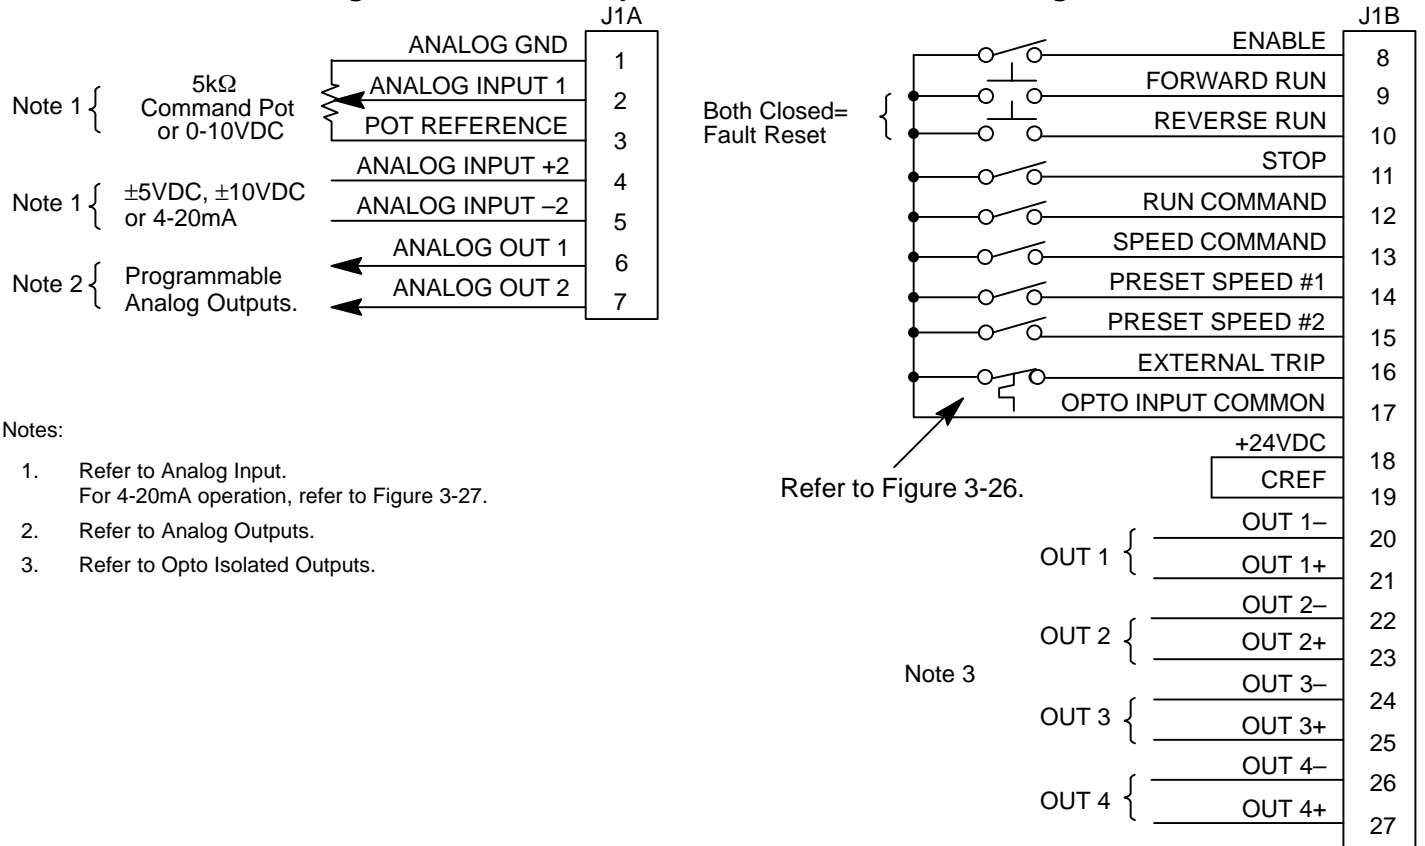 J1A
ANALOG GND
1
Note 1
5kΩ
Command Pot
or 0-10VDC
ANALOG INPUT 1
2
POT REFERENCE
3
ANALOG INPUT +2
4
Note 1
±5VDC, ±10VDC
or 4-20mA
ANALOG INPUT –2
5
ANALOG OUT 1
6
Note 2
Programmable
Analog Outputs.
ANALOG OUT 2
7
Notes:
1. Refer to Analog Input.
For 4-20mA operation, refer to Figure 3-27.
2. Refer to Analog Outputs.
3. Refer to Opto Isolated Outputs.
J1B
ENABLE
8
FORWARD RUN
9
Both Closed=
Fault Reset
REVERSE RUN
10
STOP
11
RUN COMMAND
12
SPEED COMMAND
13
PRESET SPEED #1
14
PRESET SPEED #2
15
EXTERNAL TRIP
16
OPTO INPUT COMMON
17
Refer to Figure 3-26.
+24VDC
18
CREF
19
OUT 1
OUT 1–
20
OUT 1+
21
OUT 2
OUT 2–
22
OUT 2+
23
Note 3
OUT 3
OUT 3–
24
OUT 3+
25
OUT 4
OUT 4–
26
OUT 4+
27